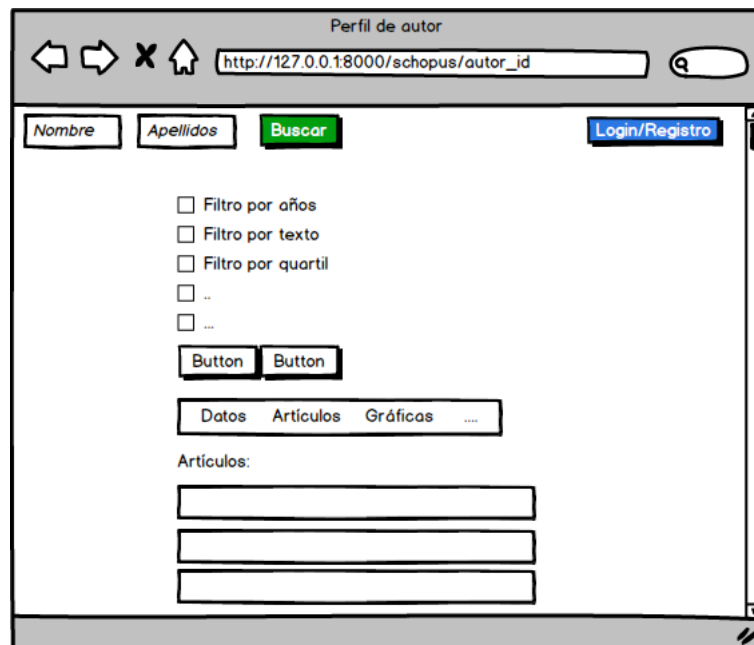 Perfil de autor
http://127.0.0.1:8000/schopus/autor_id
Nombre Apellidos Buscar Login/Registro
Filtro por años
Filtro por texto
Filtro por quartil
..
...
Button Button
Datos Artículos Gráficas ....
Artículos: